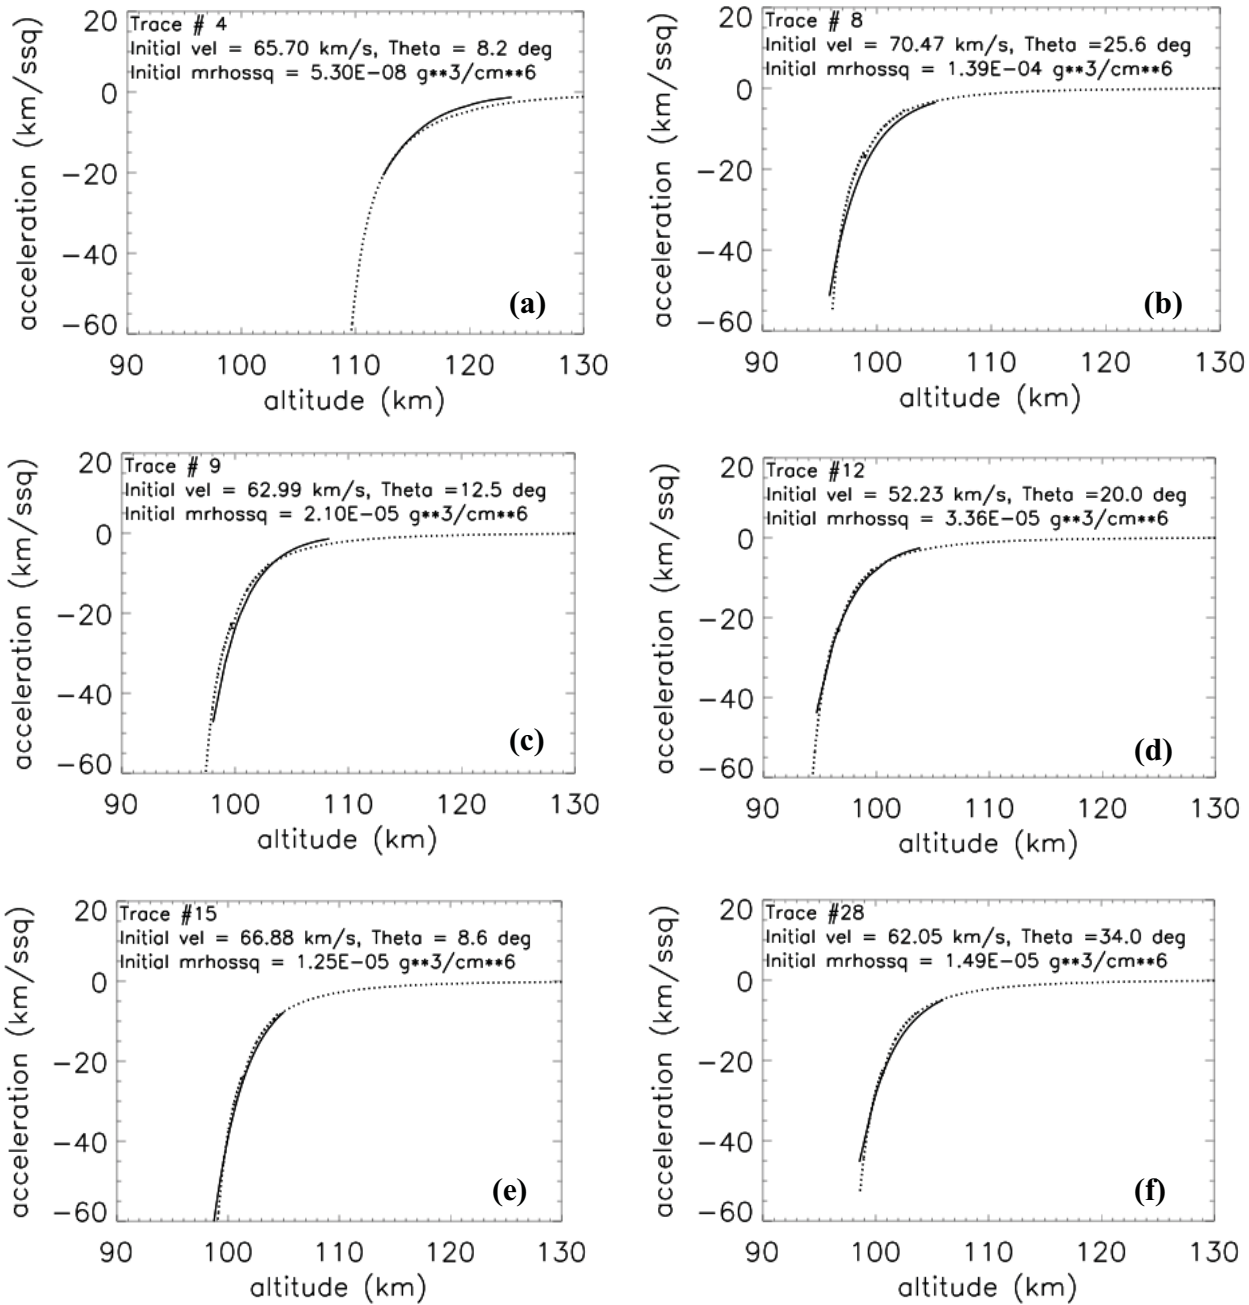 Trace # 4
Initial vel = 65.70 km/s, Theta = 8.2 deg
Initial mrhossq = 5.30E-08 g**3/cm**6
20
0
−20
−40
−60
acceleration (km/ssq)
(a)
90 100 110 120 130
altitude (km)
Trace # 8
Initial vel = 70.47 km/s, Theta =25.6 deg
Initial mrhossq = 1.39E-04 g**3/cm**6
20
0
−20
−40
−60
acceleration (km/ssq)
(b)
90 100 110 120 130
altitude (km)
Trace # 9
Initial vel = 62.99 km/s, Theta =12.5 deg
Initial mrhossq = 2.10E-05 g**3/cm**6
20
0
−20
−40
−60
acceleration (km/ssq)
(c)
90 100 110 120 130
altitude (km)
Trace #12
Initial vel = 52.23 km/s, Theta =20.0 deg
Initial mrhossq = 3.36E-05 g**3/cm**6
20
0
−20
−40
−60
acceleration (km/ssq)
(d)
90 100 110 120 130
altitude (km)
Trace #15
Initial vel = 66.88 km/s, Theta = 8.6 deg
Initial mrhossq = 1.25E-05 g**3/cm**6
20
0
−20
−40
−60
acceleration (km/ssq)
(e)
90 100 110 120 130
altitude (km)
Trace #28
Initial vel = 62.05 km/s, Theta =34.0 deg
Initial mrhossq = 1.49E-05 g**3/cm**6
20
0
−20
−40
−60
acceleration (km/ssq)
(f)
90 100 110 120 130
altitude (km)